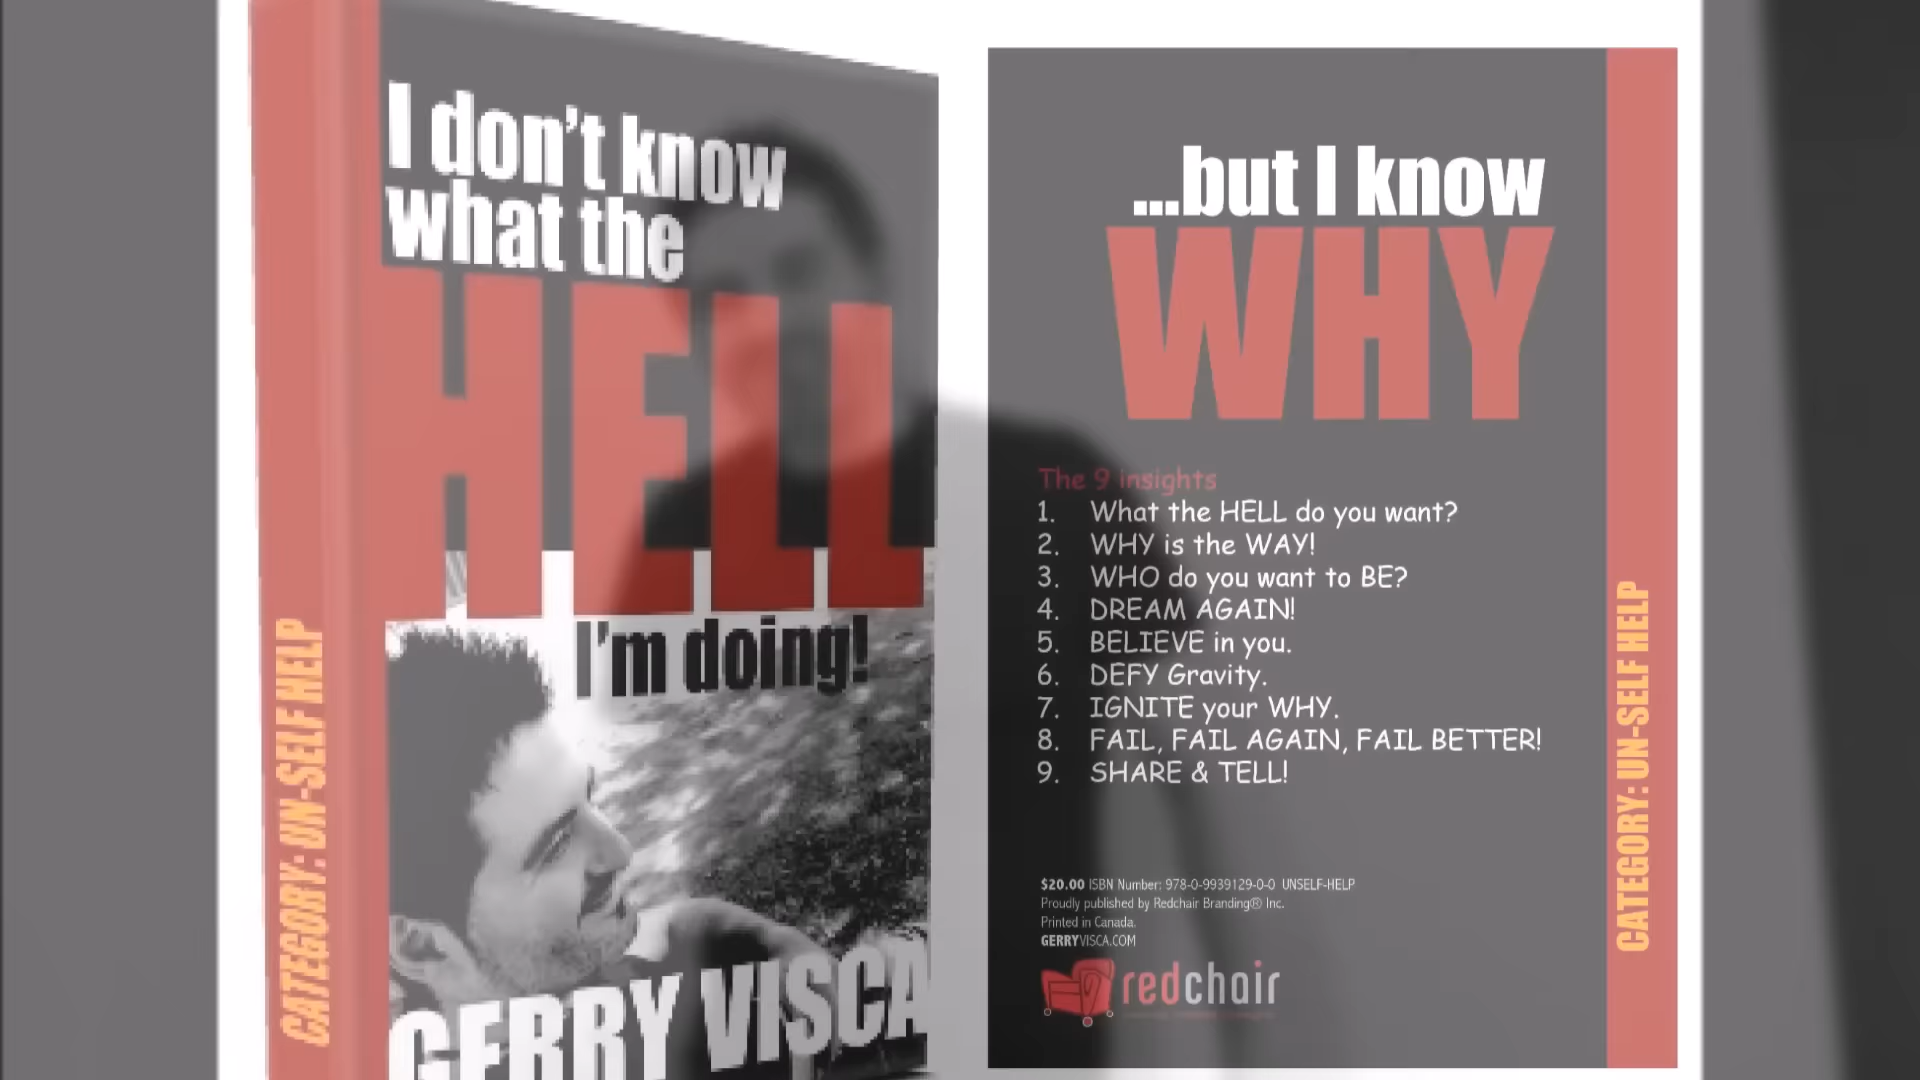 I don't know
what the
HELL
I'm doing!
GERRY VISCA
CATEGORY: UN-SELF HELP
...but I know
WHY
The 9 insights
1. What the HELL do you want?
2. WHY is the WAY!
3. WHO do you want to BE?
4. DREAM AGAIN!
5. BELIEVE in you.
6. DEFY Gravity.
7. IGNITE your WHY.
8. FAIL, FAIL AGAIN, FAIL BETTER!
9. SHARE & TELL!
$20.00 ISBN Number: 978-0-9939129-0-0 UNSELF-HELP
Proudly published by Redchair Branding® Inc.
Printed in Canada.
GERRYVISCA.COM
redchair
CATEGORY: UN-SELF HELP